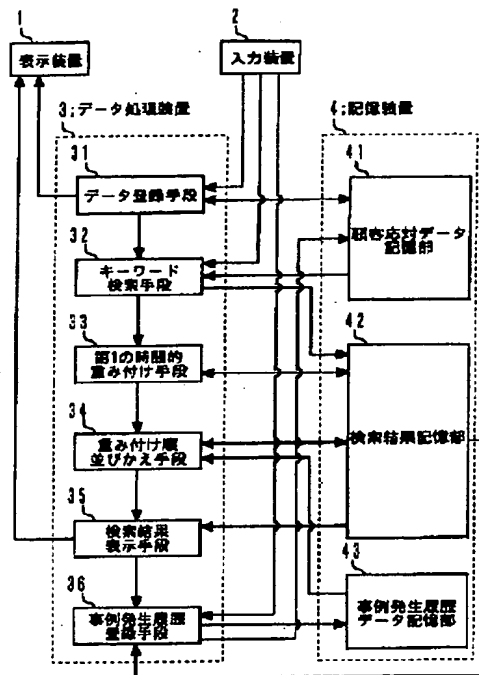 1
表示装置
2
入力装置
3;データ処理装置
31
データ登録手段
32
キーワード
検索手段
33
第1の時間的
重み付け手段
34
重み付け順
並びかえ手段
35
検索結果
表示手段
36
事例発生履歴
登録手段
4;記憶装置
41
顧客応対データ
記憶部
42
検索結果記憶部
43
事例発生履歴
データ記憶部